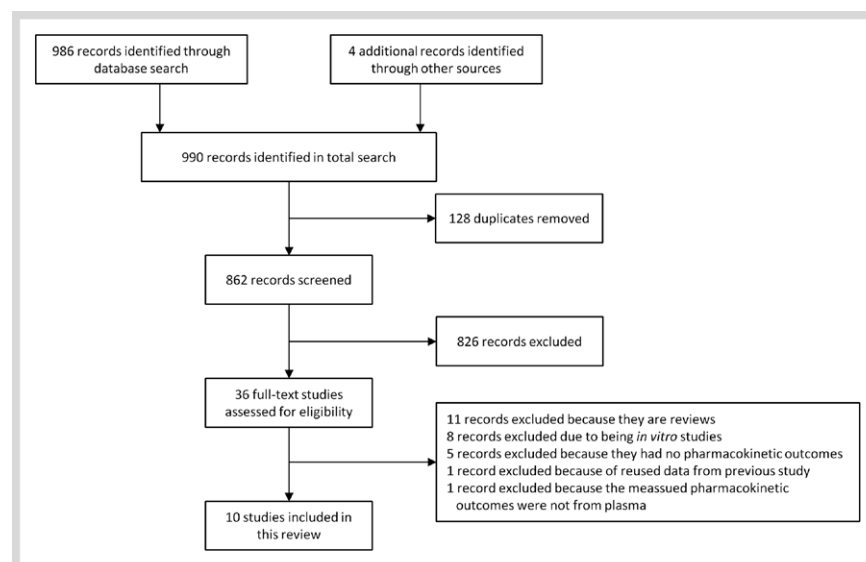 986 records identified through
database search
4 additional records identified
through other sources
990 records identified in total search
128 duplicates removed
862 records screened
826 records excluded
36 full-text studies
assessed for eligibility
11 records excluded because they are reviews
8 records excluded due to being in vitro studies
5 records excluded because they had no pharmacokinetic outcomes
1 record excluded because of reused data from previous study
1 record excluded because the meassued pharmacokinetic
outcomes were not from plasma
10 studies included in
this review